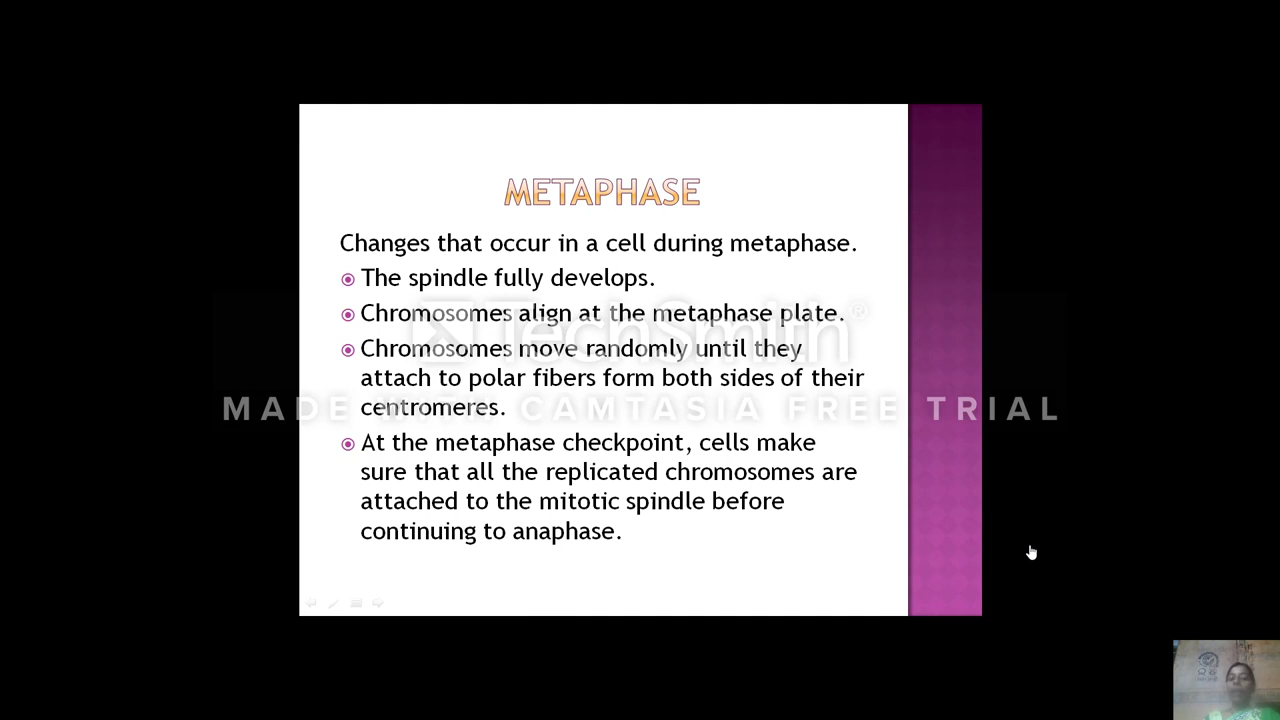 METAPHASE
Changes that occur in a cell during metaphase.
The spindle fully develops.
Chromosomes align at the metaphase plate.
TechSmith®
Chromosomes move randomly until they
attach to polar fibers form both sides of their
centromeres.
MADE WITH CAMTASIA FREE TRIAL
At the metaphase checkpoint, cells make
sure that all the replicated chromosomes are
attached to the mitotic spindle before
continuing to anaphase.